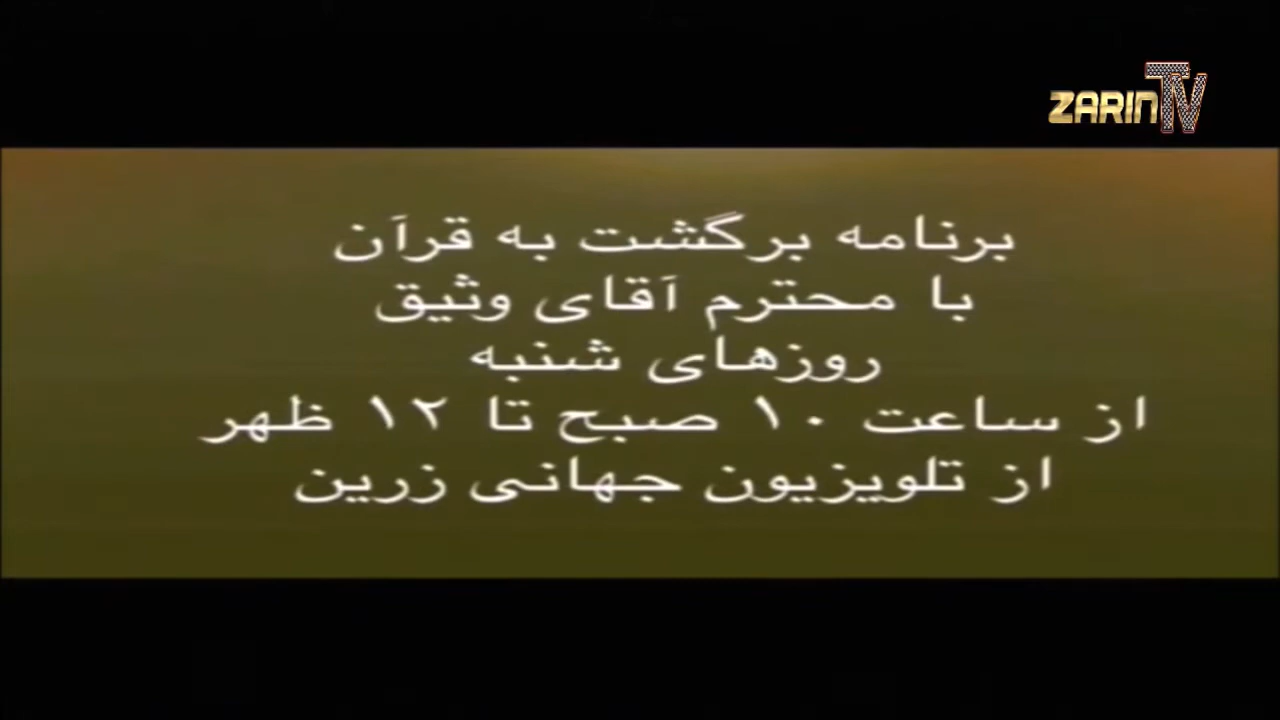 ZARIN TV
برنامه برگشت به قرآن
با محترم آقای وثیق
روزهای شنبه
از ساعت ۱۰ صبح تا ۱۲ ظهر
از تلویزیون جهانی زرین